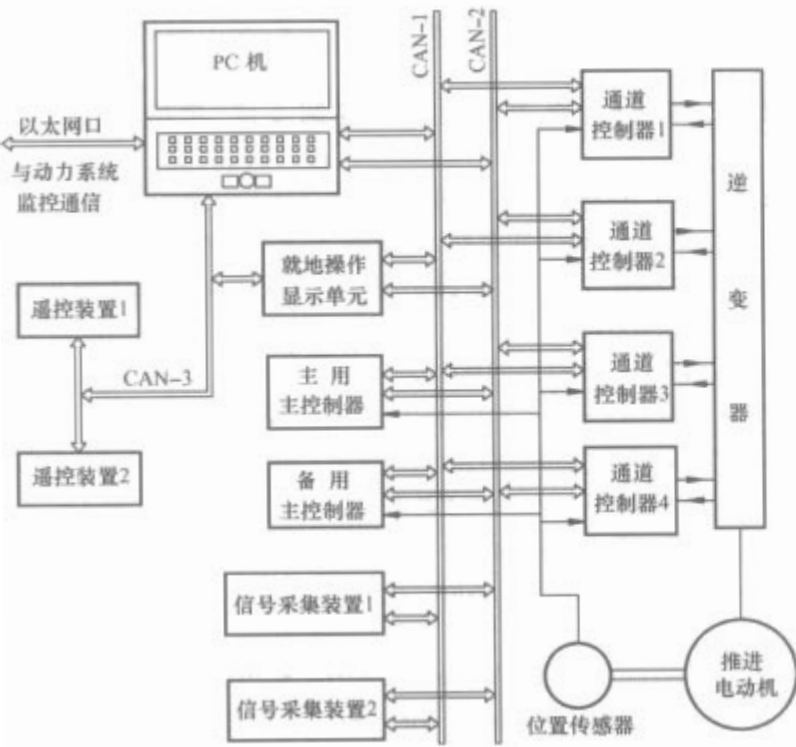 PC 机
CAN-1
CAN-2
以太网口
与动力系统
监控通信
通道
控制器1
逆
变
器
就地操作
显示单元
通道
控制器2
遥控装置1
CAN-3
主 用
主控制器
通道
控制器3
遥控装置2
备 用
主控制器
通道
控制器4
信号采集装置1
信号采集装置2
位置传感器
推进
电动机